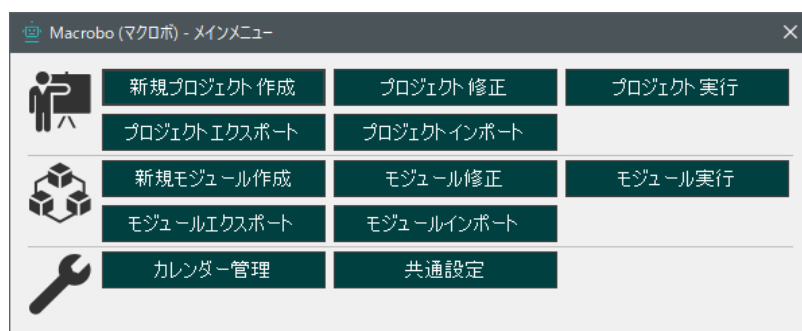 Macrobo (マクロボ) - メインメニュー
新規プロジェクト作成 プロジェクト修正 プロジェクト実行
プロジェクトエクスポート プロジェクトインポート
新規モジュール作成 モジュール修正 モジュール実行
モジュールエクスポート モジュールインポート
カレンダー管理 共通設定